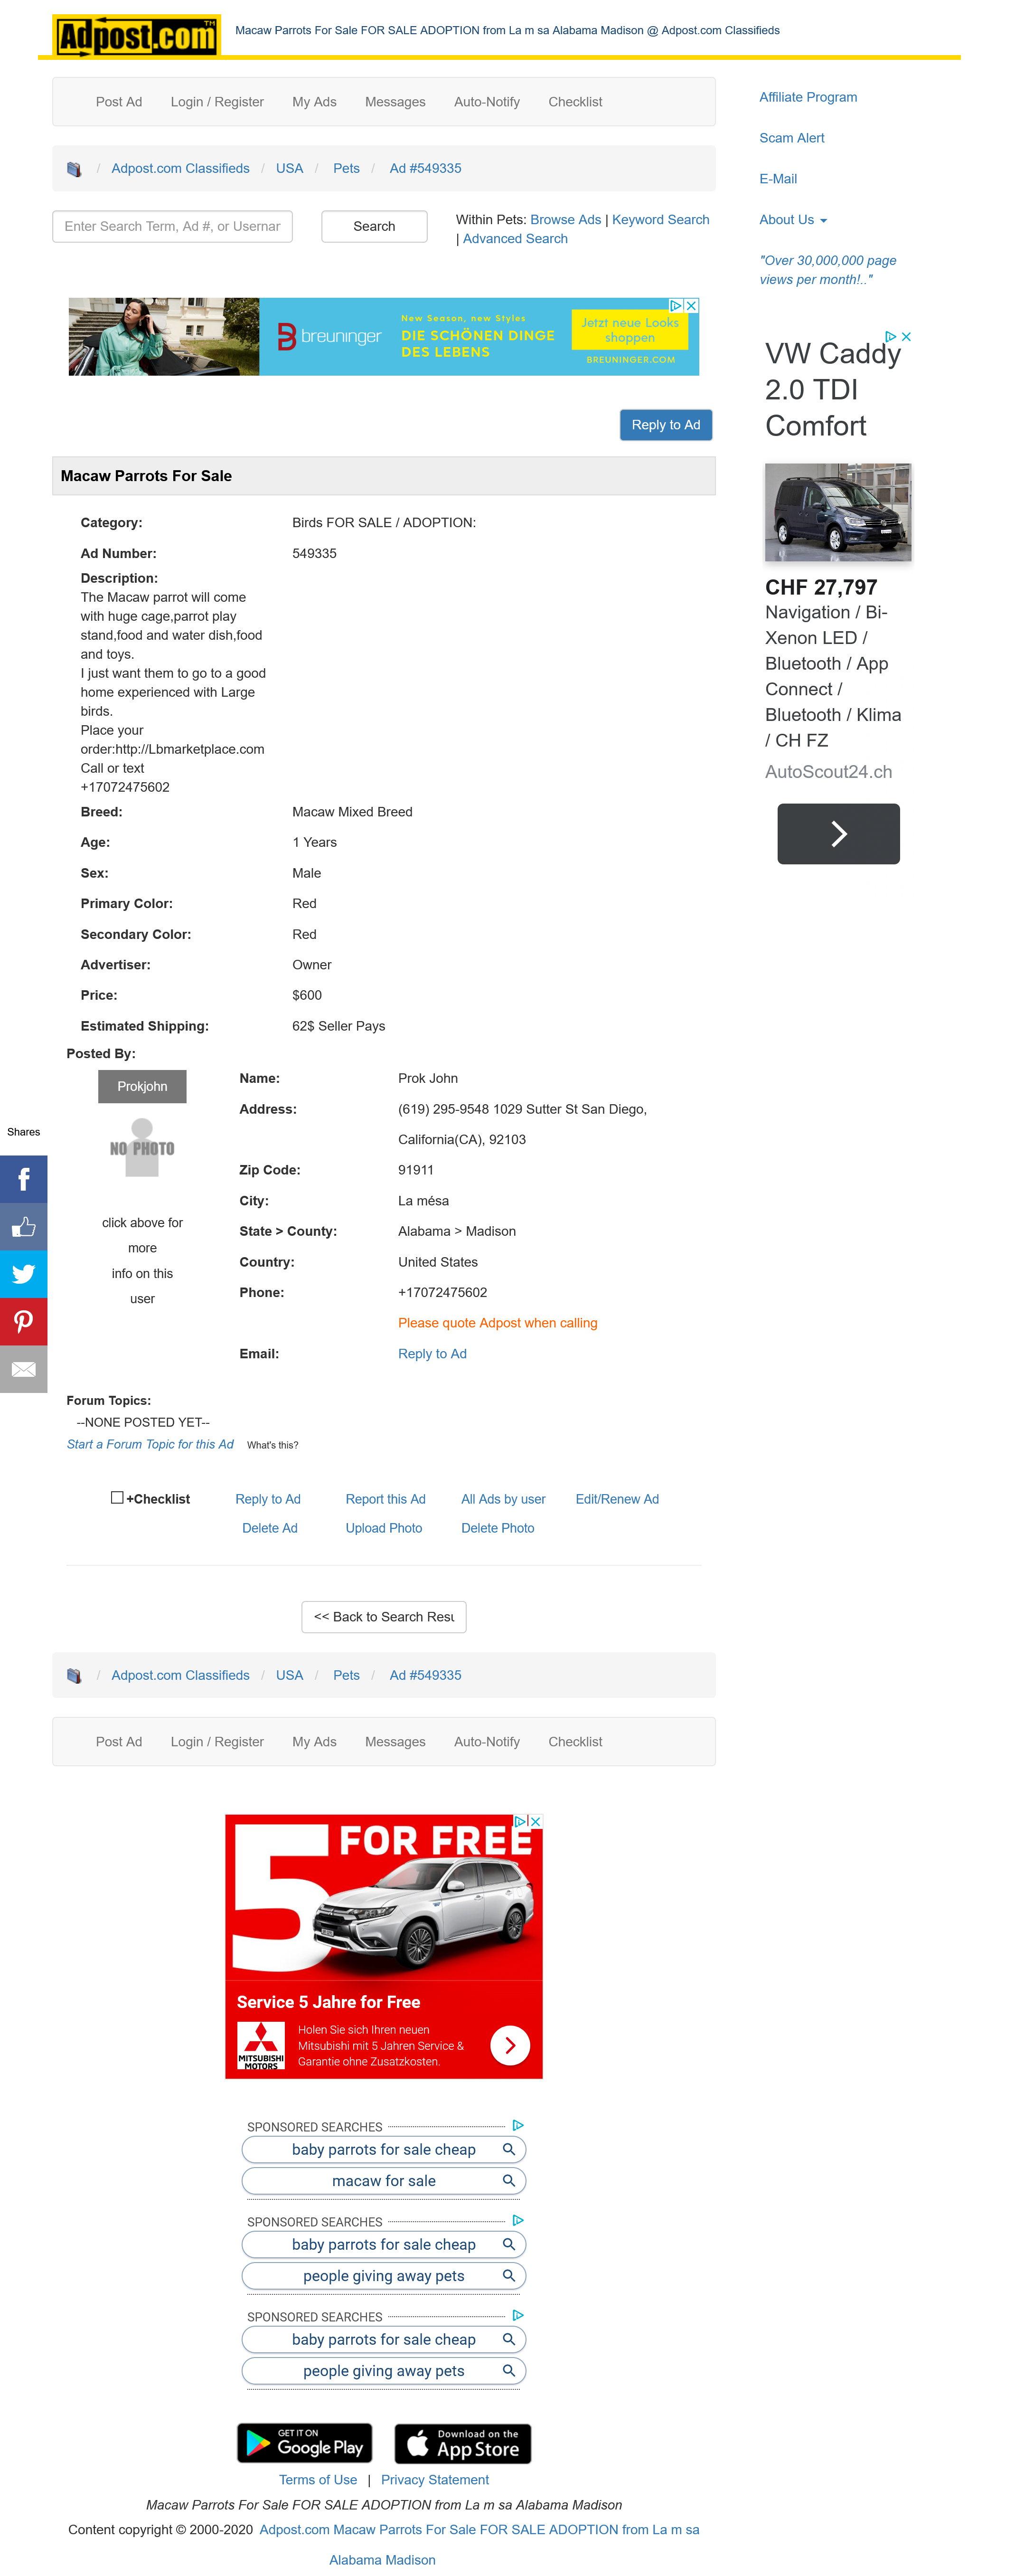 Adpost.com™
Macaw Parrots For Sale FOR SALE ADOPTION from La m sa Alabama Madison @ Adpost.com Classifieds
Post Ad Login / Register My Ads Messages Auto-Notify Checklist
/ Adpost.com Classifieds / USA / Pets / Ad #549335
Enter Search Term, Ad #, or Usernar
Search
Within Pets: Browse Ads | Keyword Search
| Advanced Search
Affiliate Program
Scam Alert
E-Mail
About Us
"Over 30,000,000 page
views per month!.."
breuninger
New Season, new Styles
DIE SCHÖNEN DINGE
DES LEBENS
Jetzt neue Looks
shoppen
BREUNINGER.COM
VW Caddy
2.0 TDI
Comfort
CHF 27,797
Navigation / Bi-
Xenon LED /
Bluetooth / App
Connect /
Bluetooth / Klima
/ CH FZ
AutoScout24.ch
Reply to Ad
Macaw Parrots For Sale
Category: Birds FOR SALE / ADOPTION:
Ad Number: 549335
Description:
The Macaw parrot will come
with huge cage,parrot play
stand,food and water dish,food
and toys.
I just want them to go to a good
home experienced with Large
birds.
Place your
order:http://Lbmarketplace.com
Call or text
+17072475602
Breed: Macaw Mixed Breed
Age: 1 Years
Sex: Male
Primary Color: Red
Secondary Color: Red
Advertiser: Owner
Price: $600
Estimated Shipping: 62$ Seller Pays
Posted By:
Prokjohn
NO PHOTO
click above for
more
info on this
user
Name: Prok John
Address: (619) 295-9548 1029 Sutter St San Diego,
California(CA), 92103
Zip Code: 91911
City: La mésa
State > County: Alabama > Madison
Country: United States
Phone: +17072475602
Please quote Adpost when calling
Email: Reply to Ad
Shares
Forum Topics:
--NONE POSTED YET--
Start a Forum Topic for this Ad What's this?
+Checklist Reply to Ad Report this Ad All Ads by user Edit/Renew Ad
Delete Ad Upload Photo Delete Photo
<< Back to Search Resu
/ Adpost.com Classifieds / USA / Pets / Ad #549335
Post Ad Login / Register My Ads Messages Auto-Notify Checklist
5 FOR FREE
Service 5 Jahre for Free
MITSUBISHI
MOTORS
Holen Sie sich Ihren neuen
Mitsubishi mit 5 Jahren Service &
Garantie ohne Zusatzkosten.
SPONSORED SEARCHES
baby parrots for sale cheap
macaw for sale
SPONSORED SEARCHES
baby parrots for sale cheap
people giving away pets
SPONSORED SEARCHES
baby parrots for sale cheap
people giving away pets
GET IT ON
Google Play
Download on the
App Store
Terms of Use | Privacy Statement
Macaw Parrots For Sale FOR SALE ADOPTION from La m sa Alabama Madison
Content copyright © 2000-2020 Adpost.com Macaw Parrots For Sale FOR SALE ADOPTION from La m sa
Alabama Madison